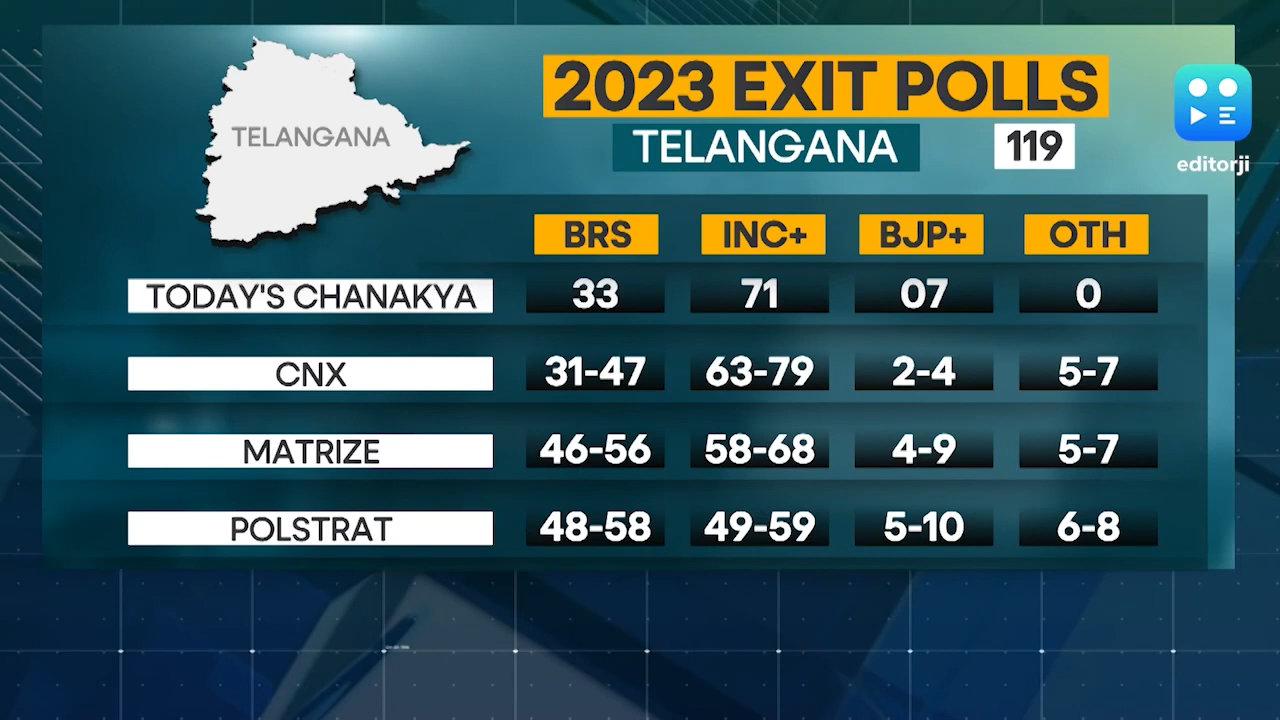 2023 EXIT POLLS
TELANGANA
TELANGANA 119
editorji
BRS INC+ BJP+ OTH
TODAY'S CHANAKYA 33 71 07 0
CNX 31-47 63-79 2-4 5-7
MATRIZE 46-56 58-68 4-9 5-7
POLSTRAT 48-58 49-59 5-10 6-8